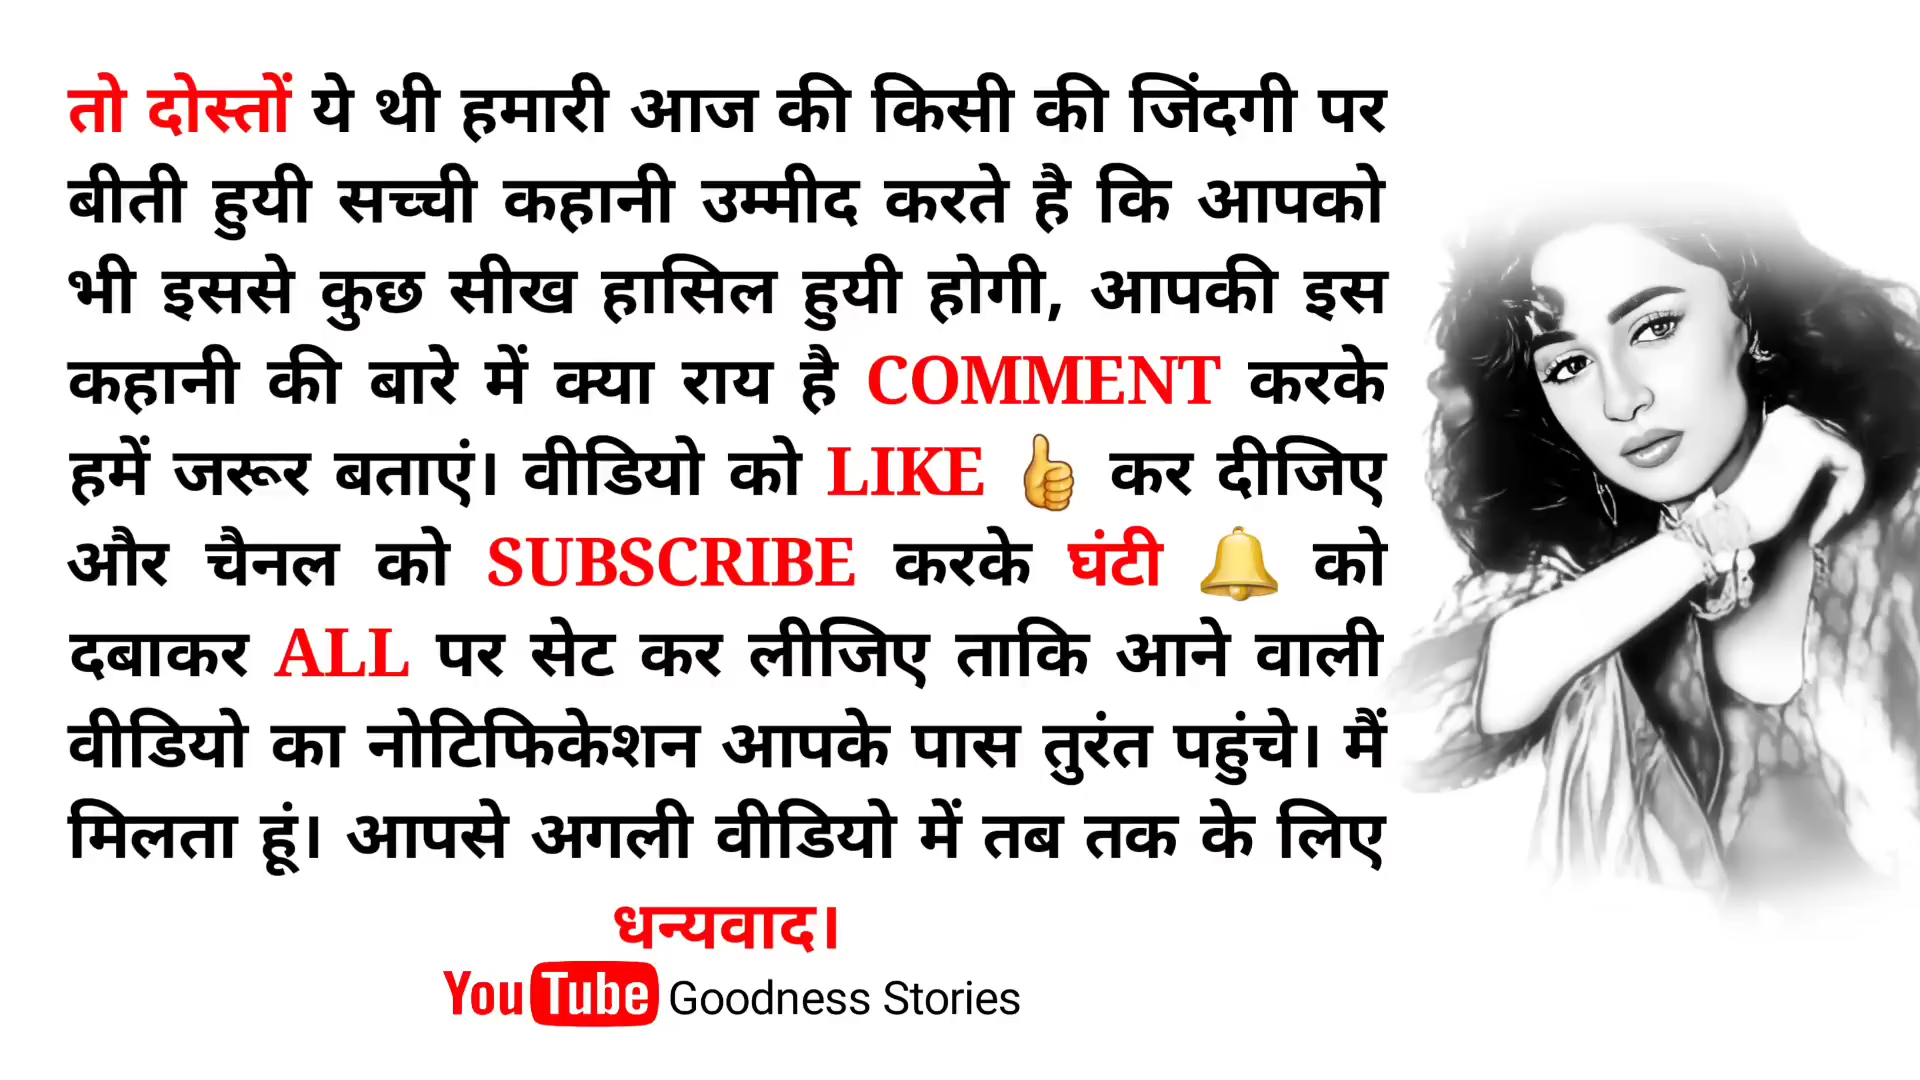 तो दोस्तों ये थी हमारी आज की किसी की जिंदगी पर
बीती हुयी सच्ची कहानी उम्मीद करते है कि आपको
भी इससे कुछ सीख हासिल हुयी होगी, आपकी इस
कहानी की बारे में क्या राय है COMMENT करके
हमें जरूर बताएं। वीडियो को LIKE 👍 कर दीजिए
और चैनल को SUBSCRIBE करके घंटी 🔔 को
दबाकर ALL पर सेट कर लीजिए ताकि आने वाली
वीडियो का नोटिफिकेशन आपके पास तुरंत पहुंचे। मैं
मिलता हूं। आपसे अगली वीडियो में तब तक के लिए
धन्यवाद।
YouTube Goodness Stories